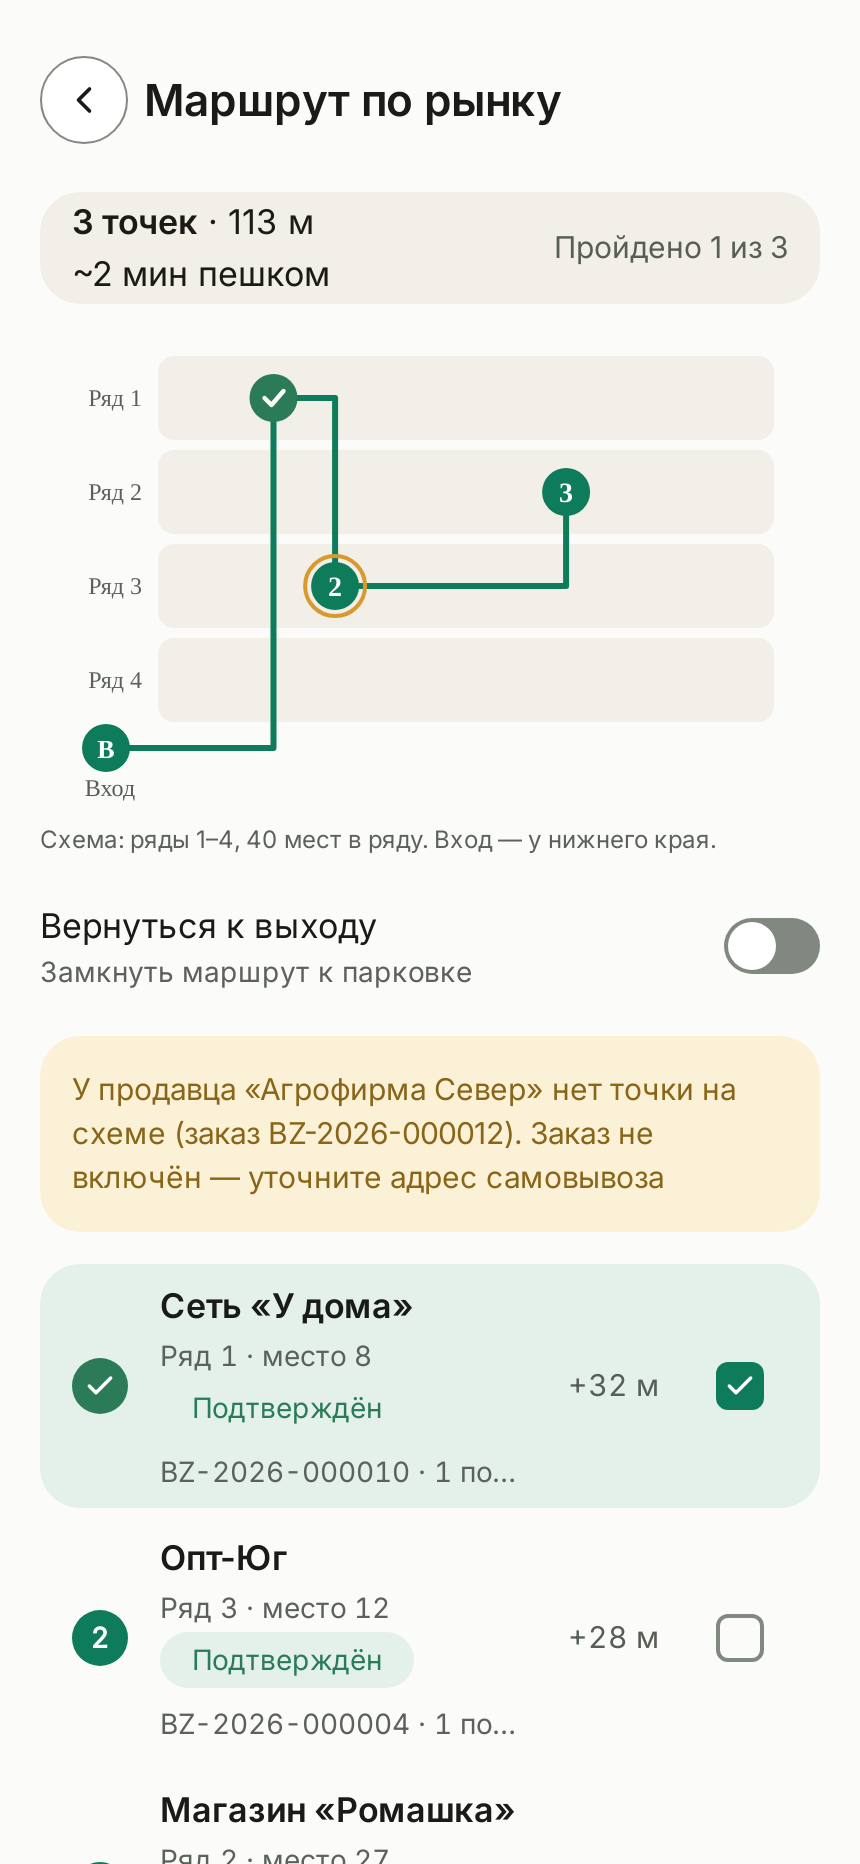 Маршрут по рынку
3 точек · 113 м
~2 мин пешком
Пройдено 1 из 3
Ряд 1
Ряд 2
3
Ряд 3
2
Ряд 4
В
Вход
Схема: ряды 1–4, 40 мест в ряду. Вход — у нижнего края.
Вернуться к выходу
Замкнуть маршрут к парковке
У продавца «Агрофирма Север» нет точки на
схеме (заказ BZ-2026-000012). Заказ не
включён — уточните адрес самовывоза
Сеть «У дома»
Ряд 1 · место 8
Подтверждён
+32 м
BZ-2026-000010 · 1 по...
Опт-Юг
Ряд 3 · место 12
2
Подтверждён
+28 м
BZ-2026-000004 · 1 по...
Магазин «Ромашка»
Ряд 2 · место 27